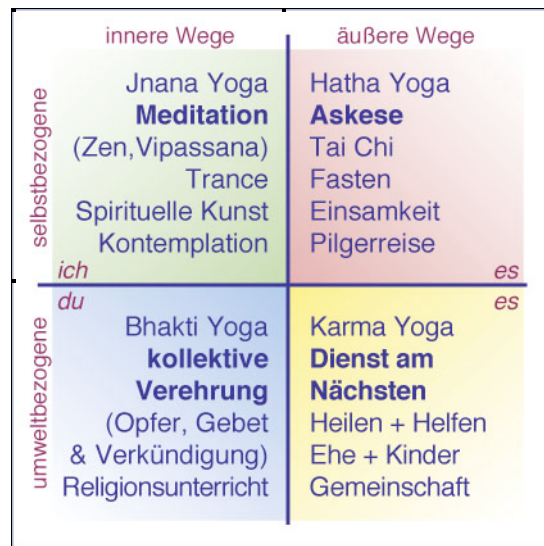 innere Wege
äußere Wege
selbstbezogene
Jnana Yoga
Meditation
(Zen,Vipassana)
Trance
Spirituelle Kunst
Kontemplation
ich
Hatha Yoga
Askese
Tai Chi
Fasten
Einsamkeit
Pilgerreise
es
umweltbezogene
du
Bhakti Yoga
kollektive
Verehrung
(Opfer, Gebet
& Verkündigung)
Religionsunterricht
es
Karma Yoga
Dienst am
Nächsten
Heilen + Helfen
Ehe + Kinder
Gemeinschaft